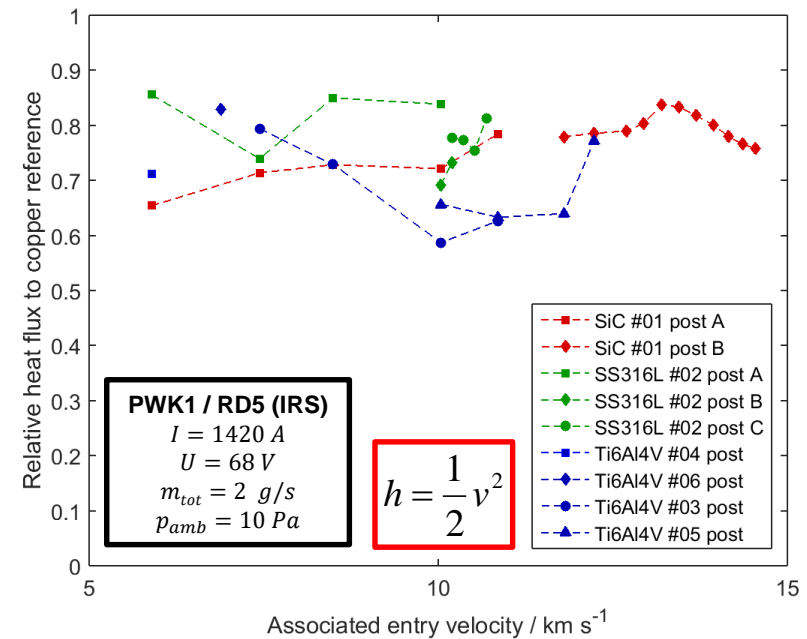 1
0.9
0.8
0.7
0.6
0.5
0.4
0.3
0.2
0.1
0
Relative heat flux to copper reference
PWK1 / RD5 (IRS)
I = 1420 A
U = 68 V
m_tot = 2 g/s
p_amb = 10 Pa
h = 1/2 v²
SiC #01 post A
SiC #01 post B
SS316L #02 post A
SS316L #02 post B
SS316L #02 post C
Ti6Al4V #04 post
Ti6Al4V #06 post
Ti6Al4V #03 post
Ti6Al4V #05 post
5 10 15
Associated entry velocity / km s⁻¹